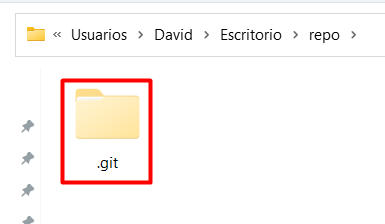 « Usuarios > David > Escritorio > repo >
.git